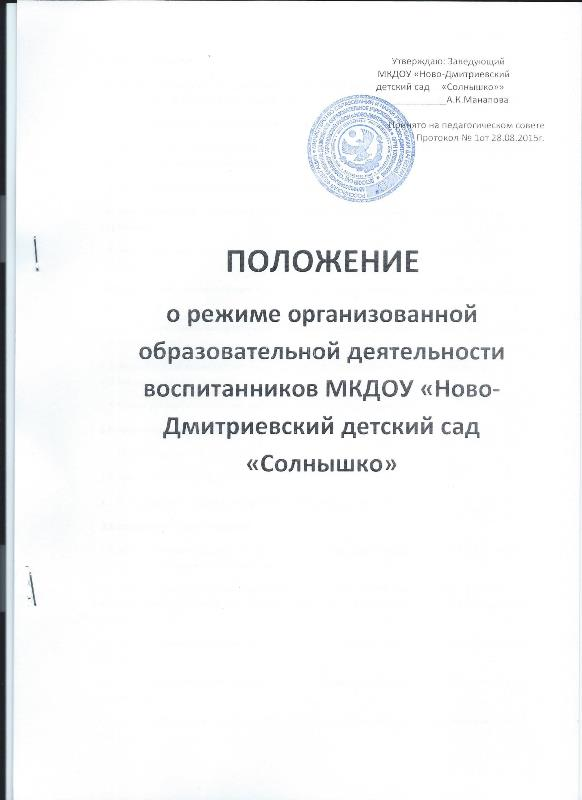 Утверждаю: Заведующий
МКДОУ «Ново-Дмитриевский
детский сад «Солнышко»»
____________А.К.Манапова
Принято на педагогическом совете
Протокол № 1от 28.08.2015г.
ПОЛОЖЕНИЕ
о режиме организованной
образовательной деятельности
воспитанников МКДОУ «Ново-
Дмитриевский детский сад
«Солнышко»